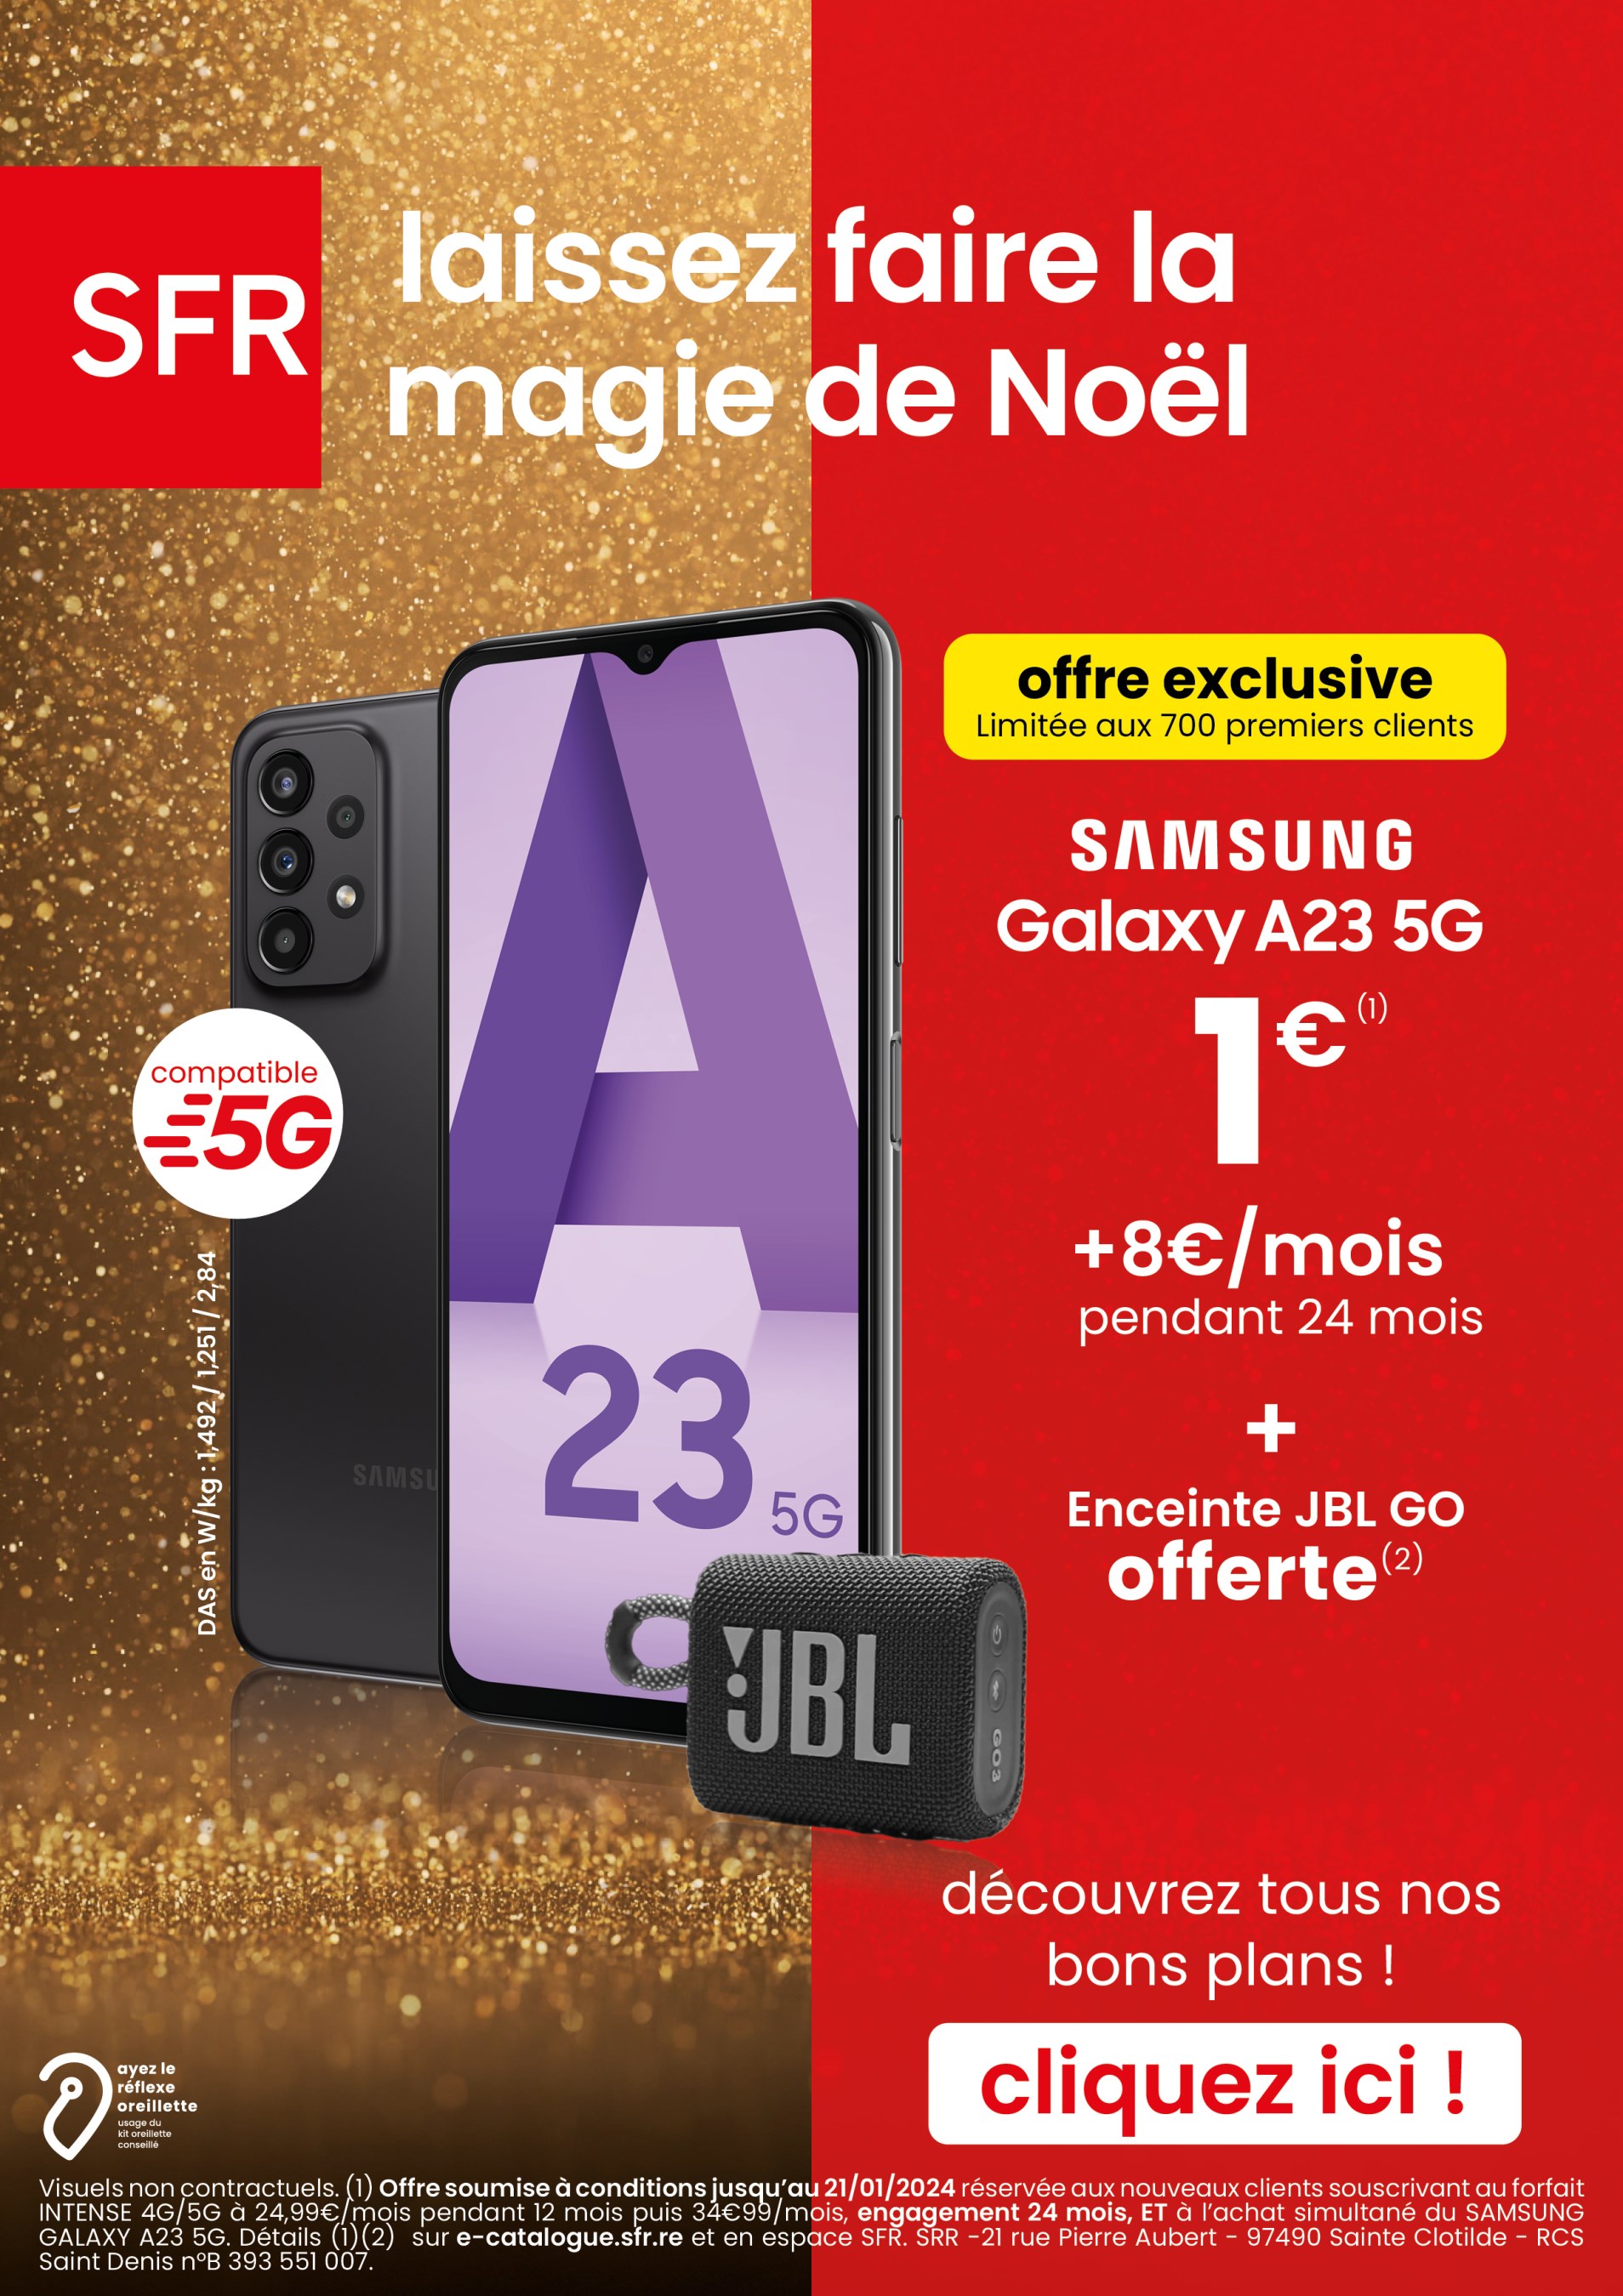 SFR
laissez faire la
magie de Noël
offre exclusive
Limitée aux 700 premiers clients
SAMSUNG
Galaxy A23 5G
1€(1)
+8€/mois
pendant 24 mois
+
Enceinte JBL GO
offerte(2)
compatible
5G
DAS en W/kg : 1,492 / 1,251 / 2,84
SAMSU
A
23 5G
JBL
GO3
découvrez tous nos
bons plans !
cliquez ici !
ayez le
réflexe
oreillette
usage du
kit oreillette
conseillé
Visuels non contractuels. (1) Offre soumise à conditions jusqu'au 21/01/2024 réservée aux nouveaux clients souscrivant au forfait
INTENSE 4G/5G à 24,99€/mois pendant 12 mois puis 34€99/mois, engagement 24 mois, ET à l'achat simultané du SAMSUNG
GALAXY A23 5G. Détails (1)(2) sur e-catalogue.sfr.re et en espace SFR. SRR -21 rue Pierre Aubert - 97490 Sainte Clotilde - RCS
Saint Denis n°B 393 551 007.